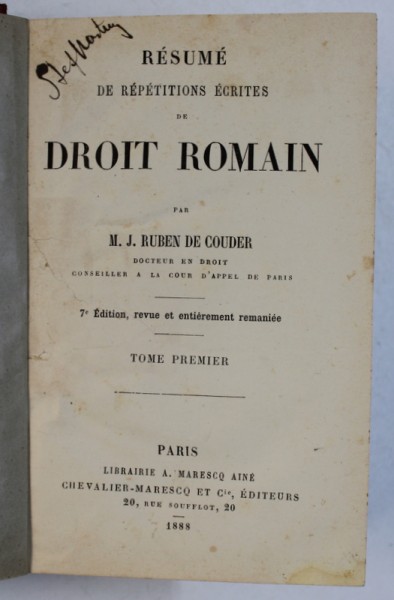 RÉSUMÉ
DE RÉPÉTITIONS ÉCRITES
DE
DROIT ROMAIN
PAR
M. J. RUBEN DE COUDER
DOCTEUR EN DROIT
CONSEILLER A LA COUR D'APPEL DE PARIS
7e Édition, revue et entièrement remaniée
TOME PREMIER
PARIS
LIBRAIRIE A. MARESCQ AINÉ
CHEVALIER-MARESCQ ET Cie, ÉDITEURS
20, RUE SOUFFLOT, 20
1888